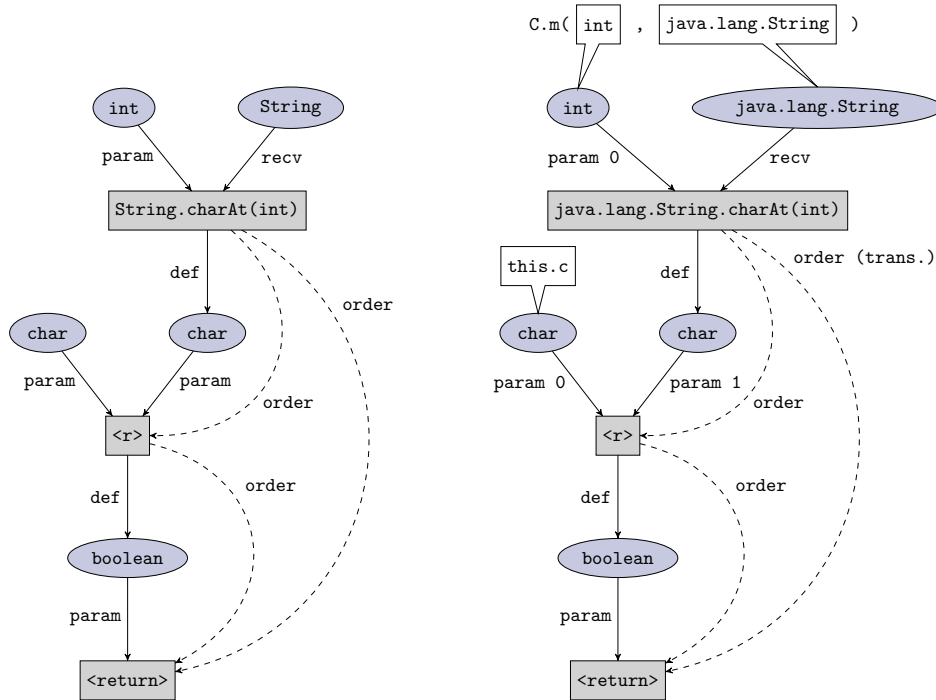 C.m( int , java.lang.String )
int String
int java.lang.String
param recv
param 0 recv
String.charAt(int)
java.lang.String.charAt(int)
def order
this.c def order (trans.)
char char
char char
param param order
param 0 param 1 order
<r>
<r>
def order
def order
boolean
boolean
param
param
<return>
<return>